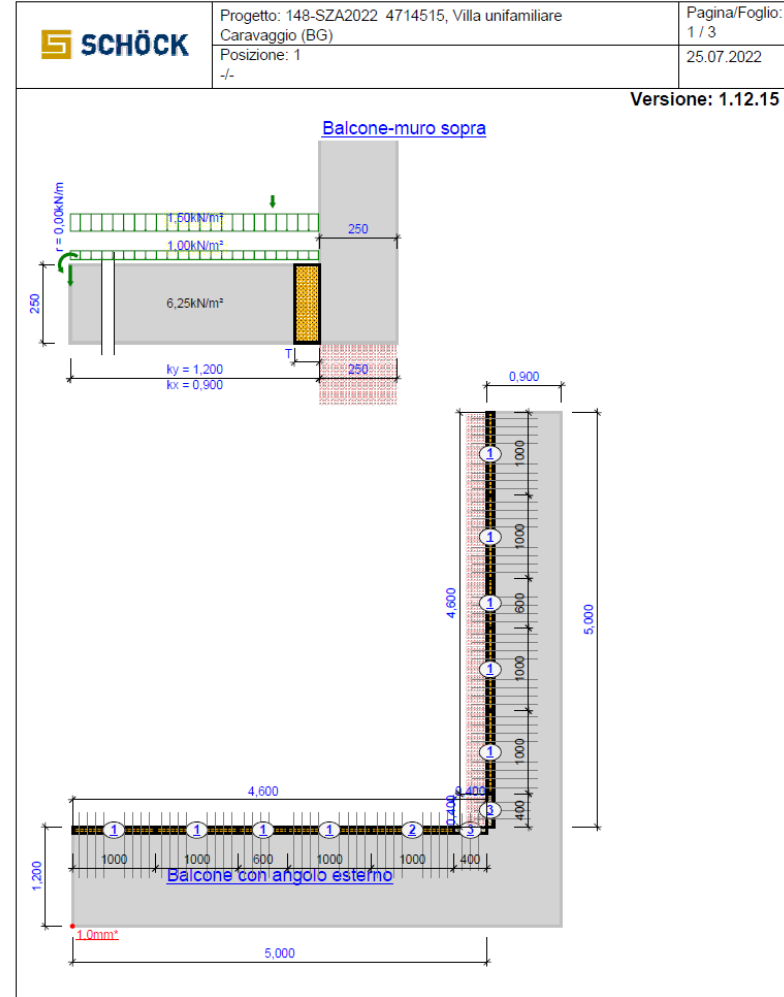 SCHÖCK
Progetto: 148-SZA2022_4714515, Villa unifamiliare
Caravaggio (BG)
Posizione: 1
-/-
Pagina/Foglio:
1 / 3
25.07.2022
Versione: 1.12.15
Balcone-muro sopra
r = 0,00kN/m
1,50kN/m²
1,00kN/m²
250
250
6,25kN/m²
T
ky = 1,200
kx = 0,900
250
0,900
1
1000
1
1000
4,600
1
600
5,000
1
1000
1
1000
4,600
0,400
0,400
3
400
1
1
1
1
2
3
1000
1000
600
1000
1000
400
1,200
Balcone con angolo esterno
1,0mm*
5,000